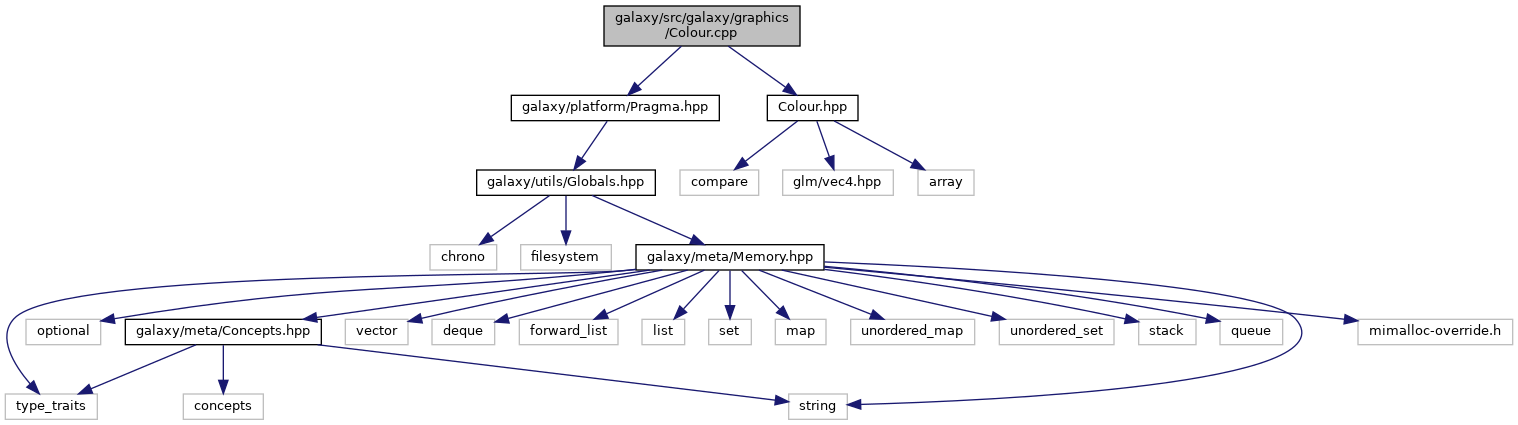 galaxy/src/galaxy/graphics
/Colour.cpp
galaxy/platform/Pragma.hpp
Colour.hpp
galaxy/utils/Globals.hpp
compare
glm/vec4.hpp
array
chrono
filesystem
galaxy/meta/Memory.hpp
optional
galaxy/meta/Concepts.hpp
vector
deque
forward_list
list
set
map
unordered_map
unordered_set
stack
queue
mimalloc-override.h
type_traits
concepts
string